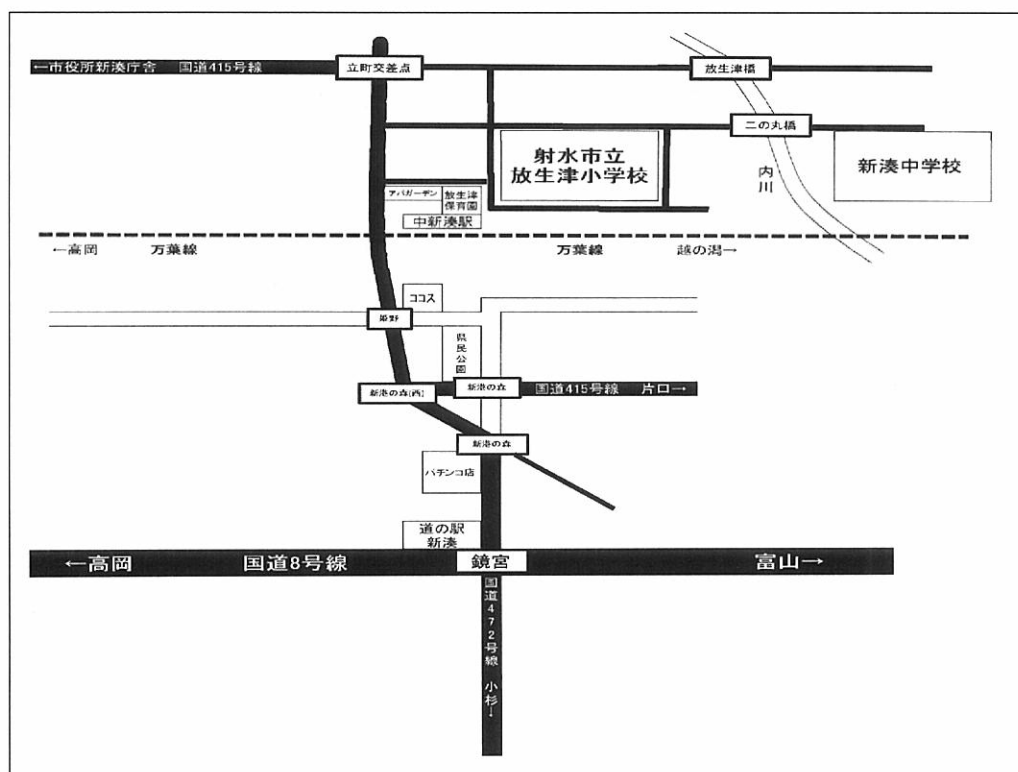 ←市役所新湊庁舎 国道415号線
立町交差点
放生津橋
二の丸橋
射水市立
放生津小学校
新湊中学校
内川
アパガーデン
放生津
保育園
中新湊駅
←高岡 万葉線
万葉線 越の潟→
ココス
姫野
県民公園
新港の森[西]
新港の森
国道415号線 片口→
新港の森
パチンコ店
道の駅
新湊
←高岡 国道8号線
鏡宮
富山→
国道472号線 小杉→